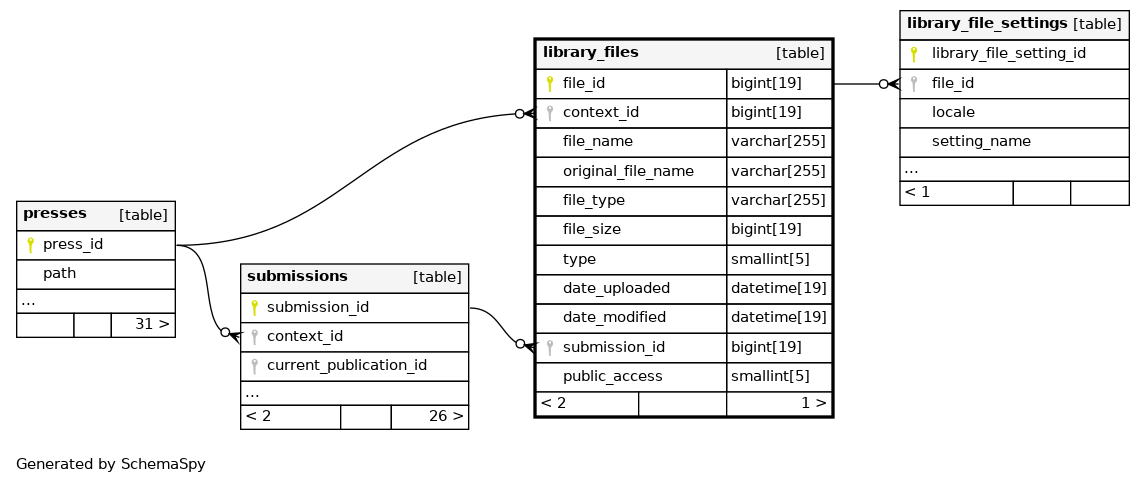 library_file_settings [table]
library_file_setting_id
file_id
locale
setting_name
...
< 1
library_files [table]
file_id bigint[19]
context_id bigint[19]
file_name varchar[255]
original_file_name varchar[255]
file_type varchar[255]
file_size bigint[19]
type smallint[5]
date_uploaded datetime[19]
date_modified datetime[19]
submission_id bigint[19]
public_access smallint[5]
< 2 1 >
presses [table]
press_id
path
...
31 >
submissions [table]
submission_id
context_id
current_publication_id
...
< 2 26 >
Generated by SchemaSpy